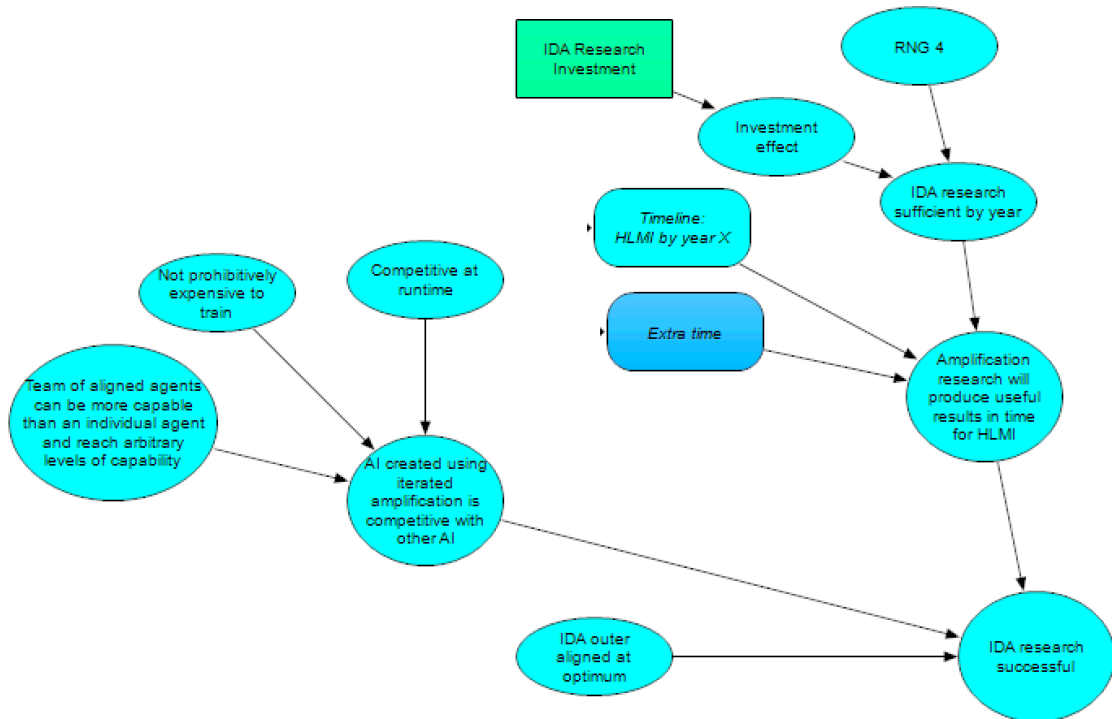 IDA Research
Investment
RNG 4
Investment
effect
IDA research
sufficient by year
Timeline:
HLMI by year X
Not prohibitively
expensive to
train
Competitive at
runtime
Extra time
Team of aligned agents
can be more capable
than an individual agent
and reach arbitrary
levels of capability
Amplification
research will
produce useful
results in time
for HLMI
AI created using
iterated
amplification is
competitive with
other AI
IDA outer
aligned at
optimum
IDA research
successful